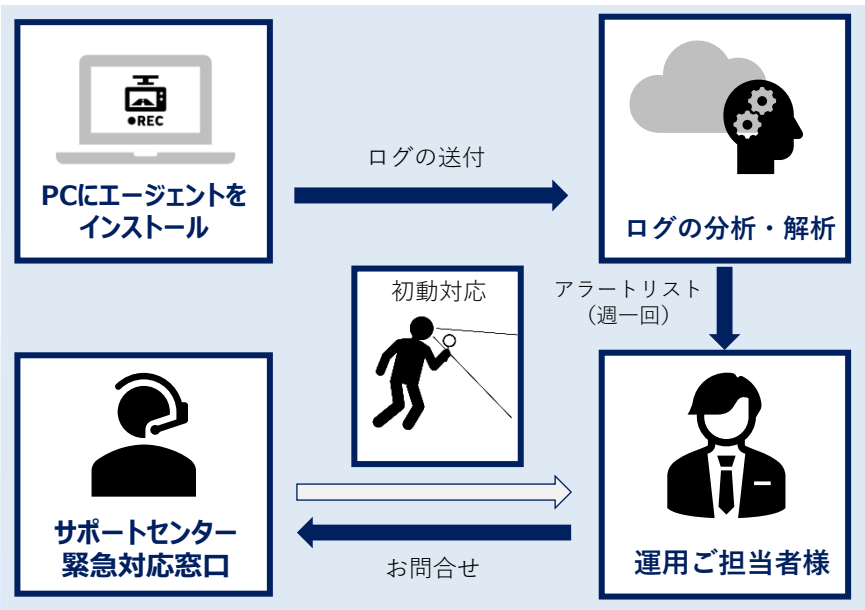 ●REC
PCにエージェントを
インストール
ログの送付
ログの分析・解析
初動対応
アラートリスト
（週一回）
サポートセンター
緊急対応窓口
お問合せ
運用ご担当者様